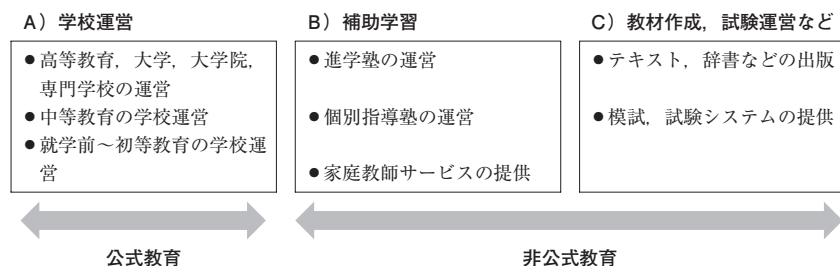 A）学校運営
●高等教育，大学，大学院，
専門学校の運営
●中等教育の学校運営
●就学前～初等教育の学校運
営
B）補助学習
●進学塾の運営
●個別指導塾の運営
●家庭教師サービスの提供
C）教材作成，試験運営など
●テキスト，辞書などの出版
●模試，試験システムの提供
公式教育
非公式教育